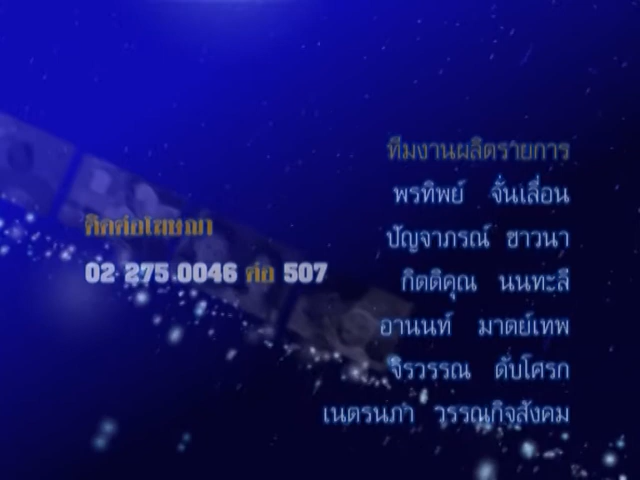 ติดต่อโฆษณา
02 275.0046 ต่อ 507
ทีมงานผลิตรายการ
พรทิพย์ จั่นเลื่อน
ปัญจาภรณ์ ชาวนา
กิตติคุณ นนทะลี
อานนท์ มาตย์เทพ
จิรวรรณ ดับโศรก
เนตรนภา วรรณกิจสังคม